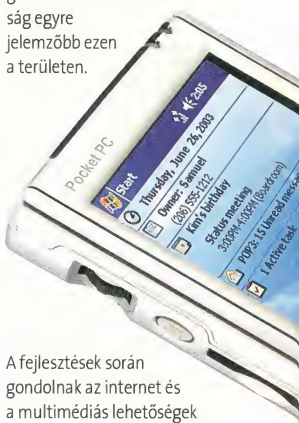 ság egyre
jelemzőbb ezen
a területen.
Pocket PC
Start
2:05
Thursday, June 26, 2003
Owner: Samuel
(206) 555-1212
Kim's birthday
Status meeting
3:00PM-4:00PM (Boardroom)
POP3: 15 Unread
1 Active task
A fejlesztések során
gondolnak az internet és
a multimédiás lehetőségek